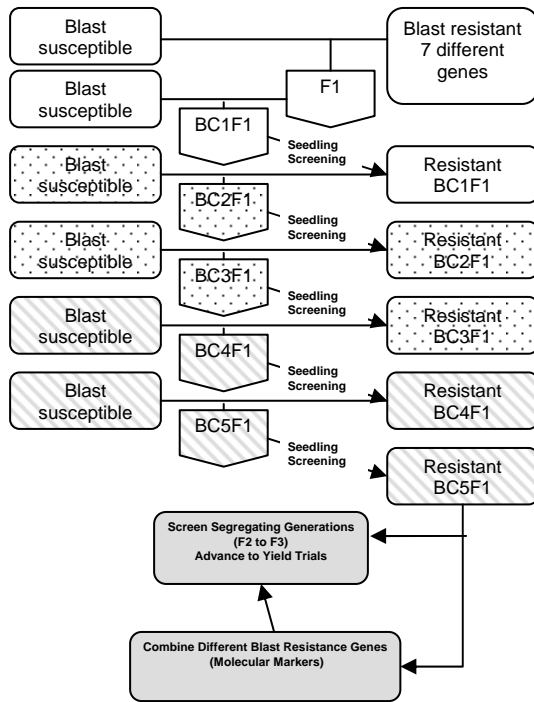 Blast
susceptible
Blast resistant
7 different
genes
Blast
susceptible
F1
BC1F1
Seedling
Screening
Blast
susceptible
Resistant
BC1F1
BC2F1
Seedling
Screening
Blast
susceptible
Resistant
BC2F1
BC3F1
Seedling
Screening
Blast
susceptible
Resistant
BC3F1
BC4F1
Seedling
Screening
Blast
susceptible
Resistant
BC4F1
BC5F1
Seedling
Screening
Resistant
BC5F1
Screen Segregating Generations
(F2 to F3)
Advance to Yield Trials
Combine Different Blast Resistance Genes
(Molecular Markers)